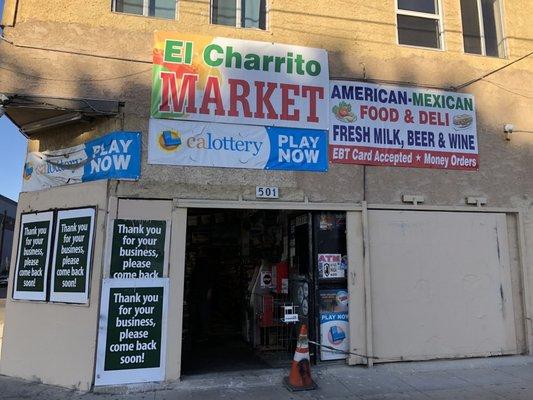 El Charrito
MARKET
calottery
PLAY
NOW
AMERICAN-MEXICAN
FOOD & DELI
FRESH MILK, BEER & WINE
EBT Card Accepted ★ Money Orders
calottery
PLAY
NOW
501
Thank you
for your
business,
please
come back
soon!
Thank you
for your
business,
please
come back
soon!
Thank you
for your
business,
please
Thank you
for your
business,
please
come back
soon!
ATM
PLAY NOW